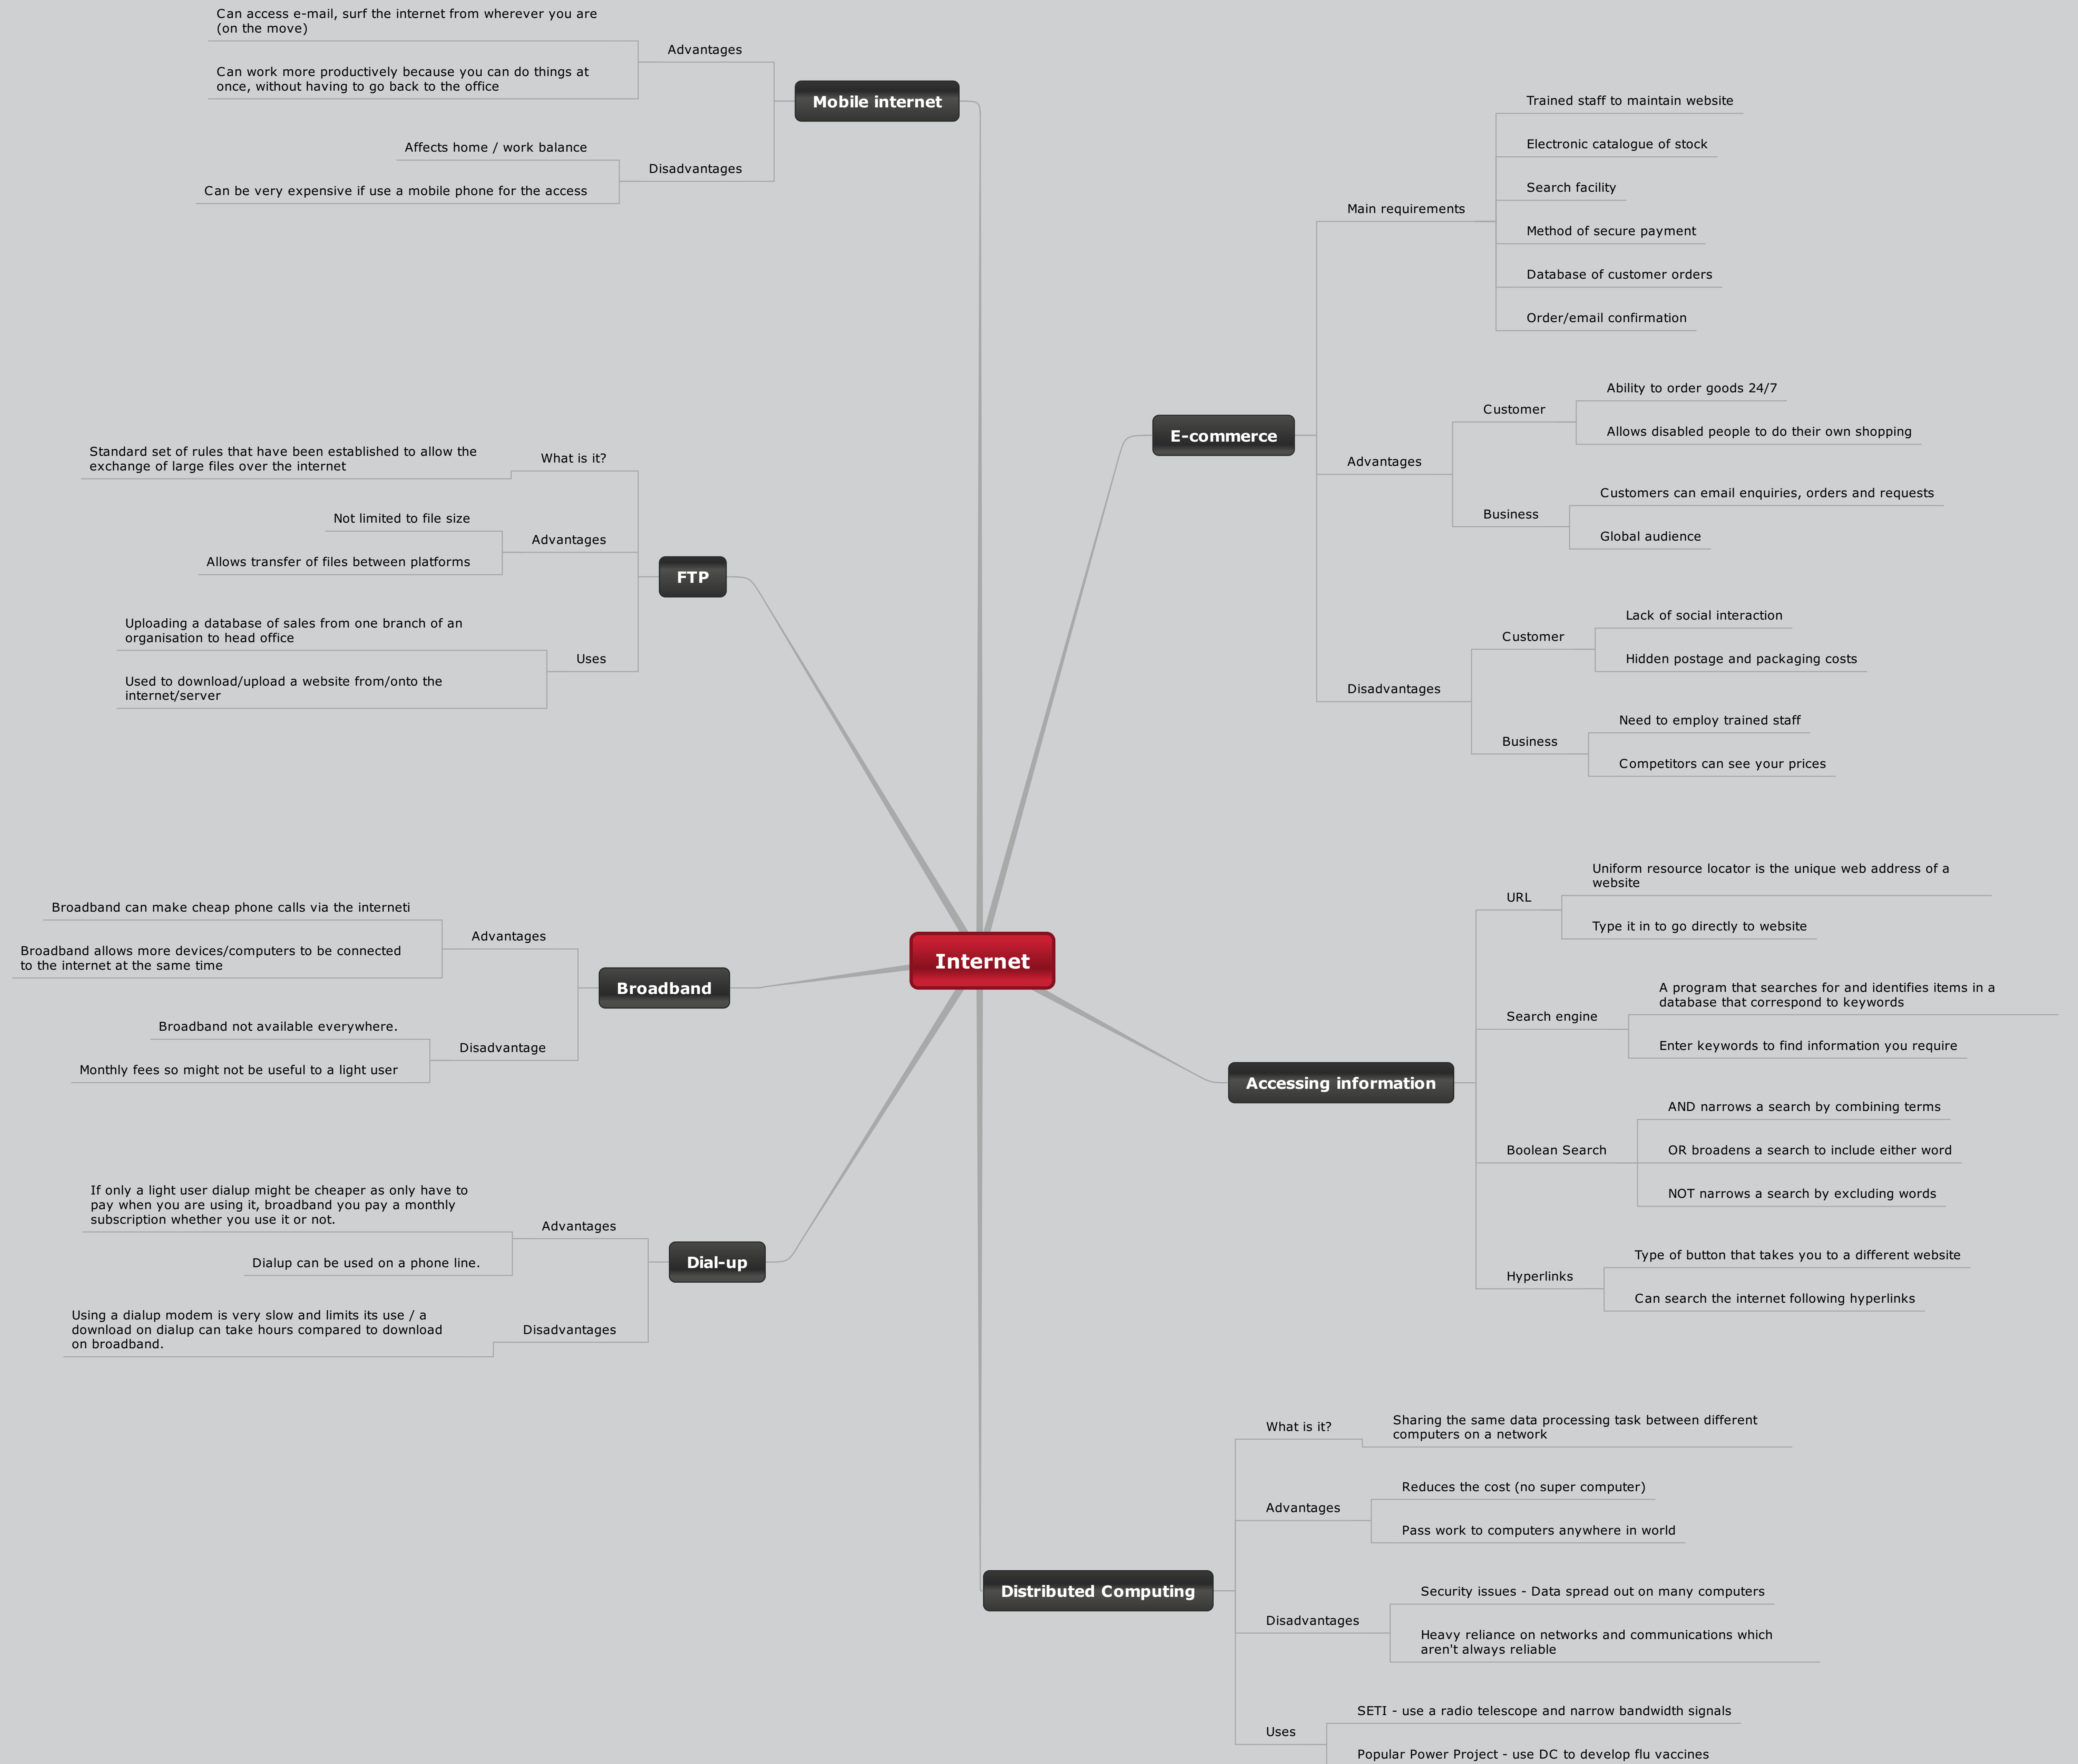 Internet
Mobile internet
Advantages
Can access e-mail, surf the internet from wherever you are
(on the move)
Can work more productively because you can do things at
once, without having to go back to the office
Disadvantages
Affects home / work balance
Can be very expensive if use a mobile phone for the access
FTP
What is it?
Standard set of rules that have been established to allow the
exchange of large files over the internet
Advantages
Not limited to file size
Allows transfer of files between platforms
Uses
Uploading a database of sales from one branch of an
organisation to head office
Used to download/upload a website from/onto the
internet/server
Broadband
Advantages
Broadband can make cheap phone calls via the interneti
Broadband allows more devices/computers to be connected
to the internet at the same time
Disadvantage
Broadband not available everywhere.
Monthly fees so might not be useful to a light user
Dial-up
Advantages
If only a light user dialup might be cheaper as only have to
pay when you are using it, broadband you pay a monthly
subscription whether you use it or not.
Dialup can be used on a phone line.
Disadvantages
Using a dialup modem is very slow and limits its use / a
download on dialup can take hours compared to download
on broadband.
E-commerce
Main requirements
Trained staff to maintain website
Electronic catalogue of stock
Search facility
Method of secure payment
Database of customer orders
Order/email confirmation
Advantages
Customer
Ability to order goods 24/7
Allows disabled people to do their own shopping
Business
Customers can email enquiries, orders and requests
Global audience
Disadvantages
Customer
Lack of social interaction
Hidden postage and packaging costs
Business
Need to employ trained staff
Competitors can see your prices
Accessing information
URL
Uniform resource locator is the unique web address of a
website
Type it in to go directly to website
Search engine
A program that searches for and identifies items in a
database that correspond to keywords
Enter keywords to find information you require
Boolean Search
AND narrows a search by combining terms
OR broadens a search to include either word
NOT narrows a search by excluding words
Hyperlinks
Type of button that takes you to a different website
Can search the internet following hyperlinks
Distributed Computing
What is it?
Sharing the same data processing task between different
computers on a network
Advantages
Reduces the cost (no super computer)
Pass work to computers anywhere in world
Disadvantages
Security issues - Data spread out on many computers
Heavy reliance on networks and communications which
aren't always reliable
Uses
SETI - use a radio telescope and narrow bandwidth signals
Popular Power Project - use DC to develop flu vaccines